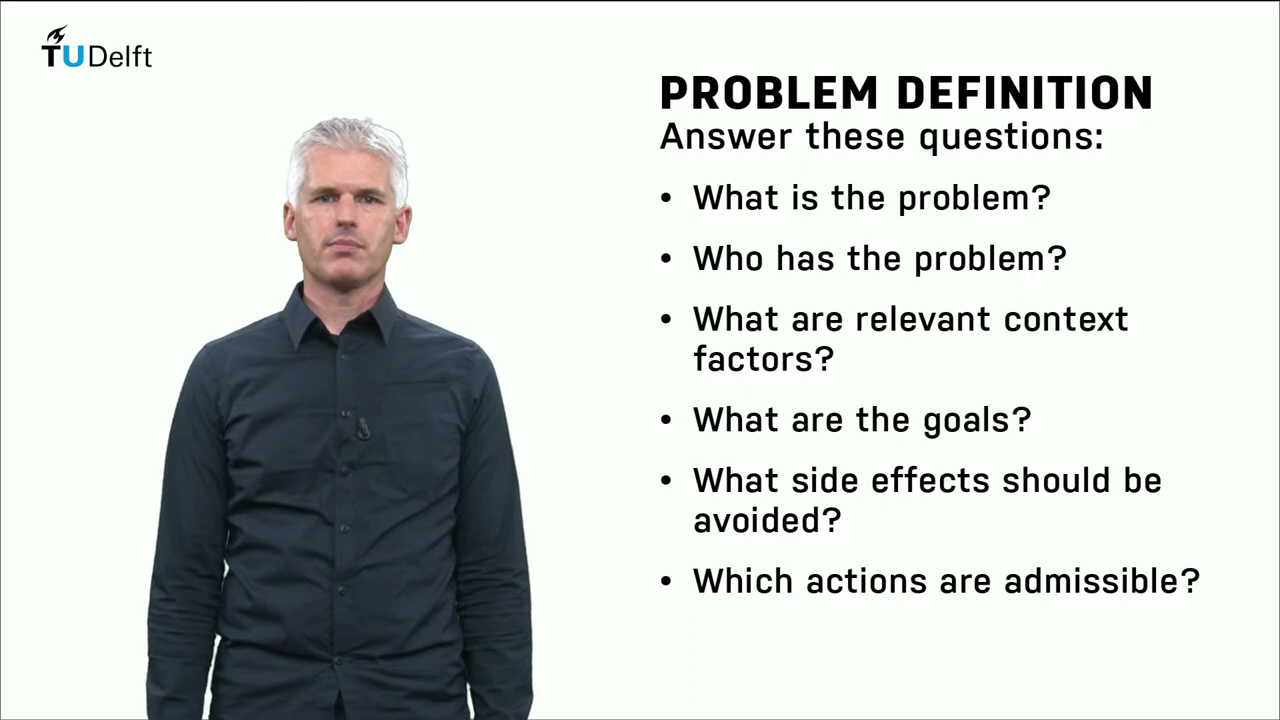 TUDelft
PROBLEM DEFINITION
Answer these questions:
• What is the problem?
• Who has the problem?
• What are relevant context
factors?
• What are the goals?
• What side effects should be
avoided?
• Which actions are admissible?